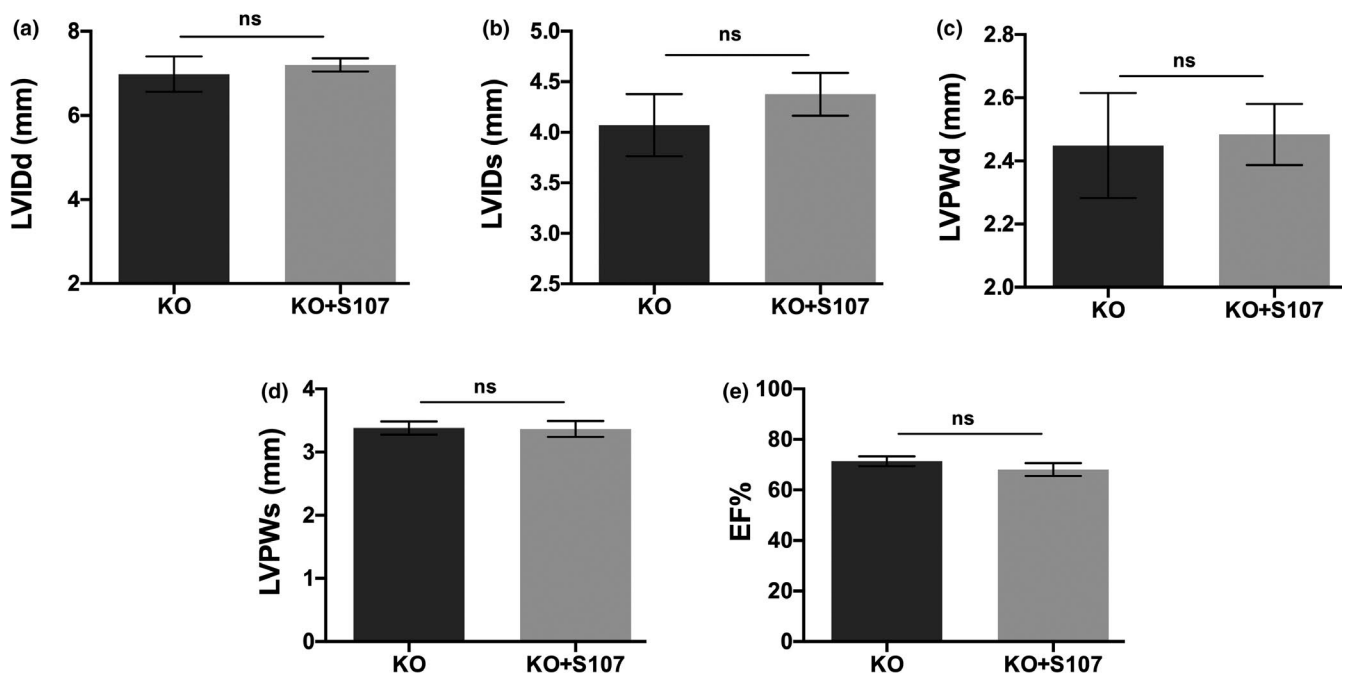 (a)
ns
LVIDd (mm)
8
6
4
2
KO
KO+S107
(b)
ns
LVIDs (mm)
5.0
4.5
4.0
3.5
3.0
2.5
KO
KO+S107
(c)
ns
LVPWd (mm)
2.8
2.6
2.4
2.2
2.0
KO
KO+S107
(d)
ns
LVPWs (mm)
4
3
2
1
0
KO
KO+S107
(e)
ns
EF%
100
80
60
40
20
0
KO
KO+S107